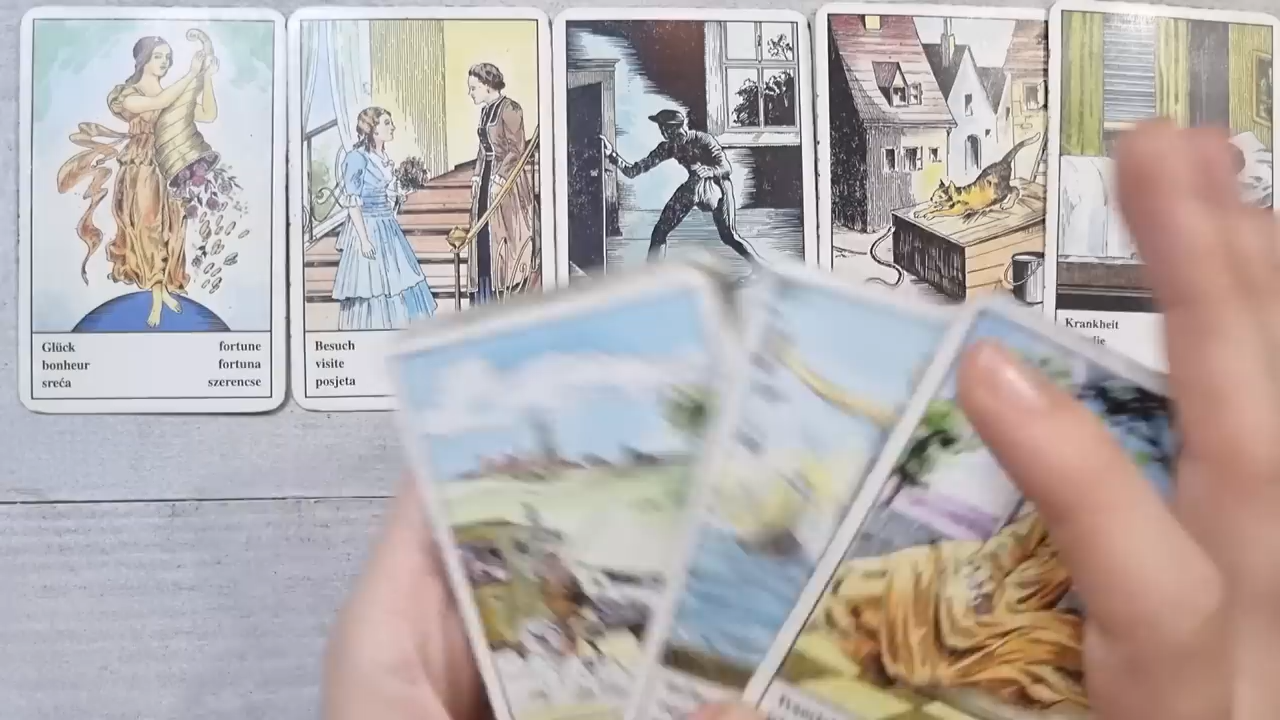 Glück fortune
bonheur fortuna
sreća szerencse
Besuch
visite
posjeta
Krankheit